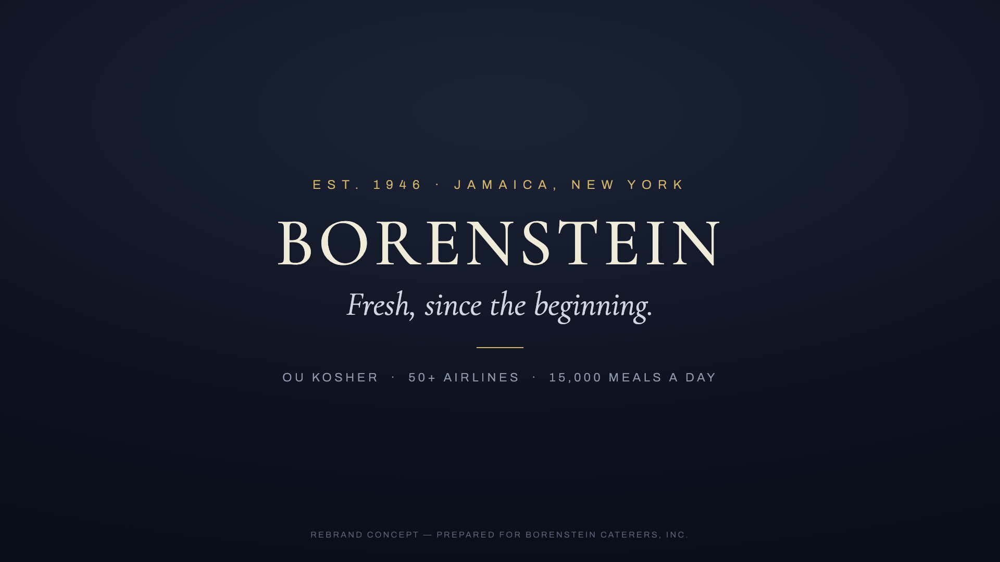 EST. 1946 · JAMAICA, NEW YORK
BORENSTEIN
Fresh, since the beginning.
OU KOSHER · 50+ AIRLINES · 15,000 MEALS A DAY
REBRAND CONCEPT — PREPARED FOR BORENSTEIN CATERERS, INC.